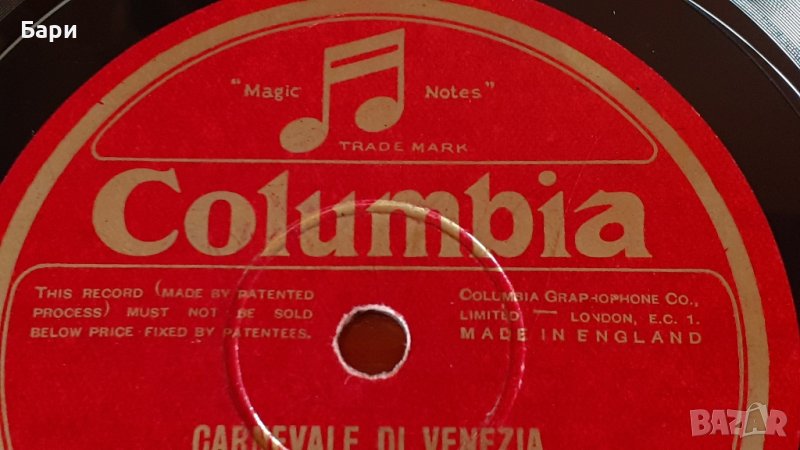 Бари
"Magic Notes"
TRADE MARK
Columbia
THIS RECORD (MADE BY PATENTED
PROCESS) MUST NOT BE SOLD
BELOW PRICE FIXED BY PATENTEES.
COLUMBIA GRAPHOPHONE CO.,
LIMITED — LONDON, E.C. 1.
MADE IN ENGLAND
CARNEVALE DI VENEZIA
BAZAR